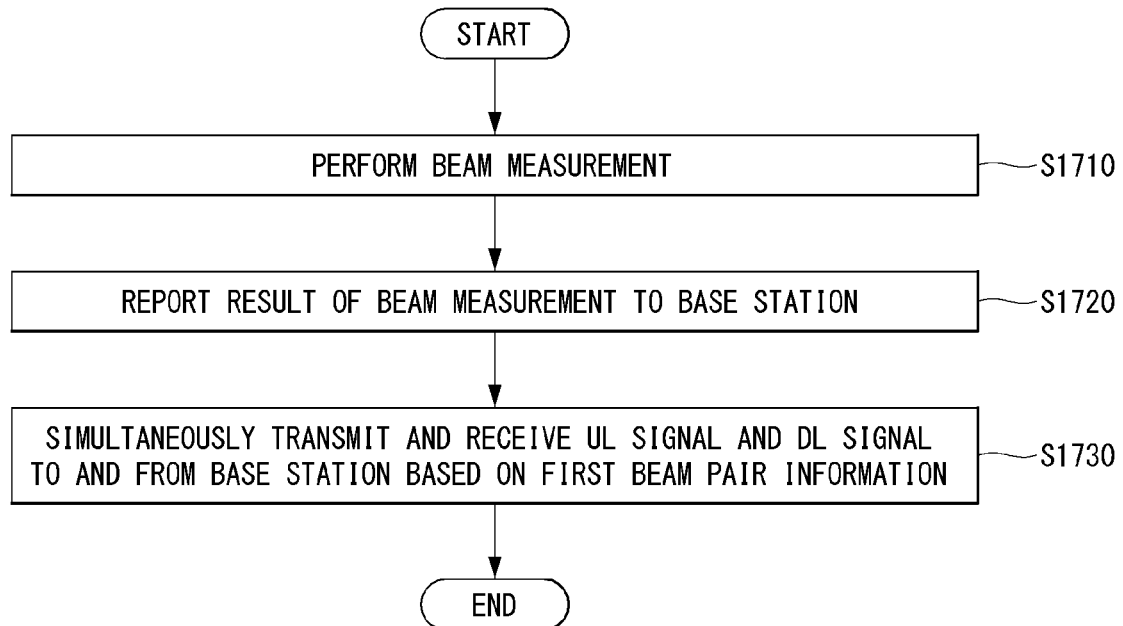 START
PERFORM BEAM MEASUREMENT
S1710
REPORT RESULT OF BEAM MEASUREMENT TO BASE STATION
S1720
SIMULTANEOUSLY TRANSMIT AND RECEIVE UL SIGNAL AND DL SIGNAL
TO AND FROM BASE STATION BASED ON FIRST BEAM PAIR INFORMATION
S1730
END